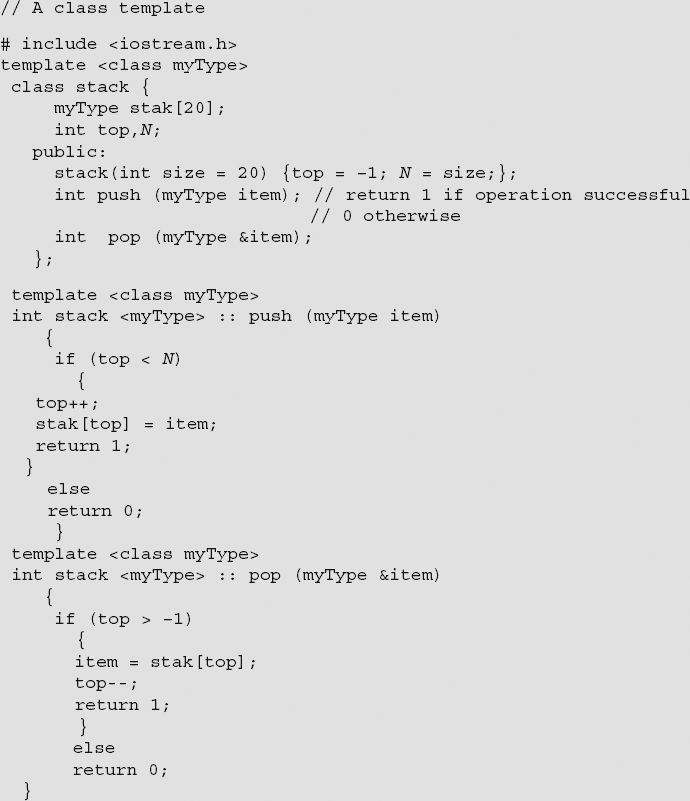 // A class template
# include <iostream.h>
template <class myType>
class stack {
myType stak[20];
int top,N;
public:
stack(int size = 20) {top = -1; N = size;};
int push (myType item); // return 1 if operation successful
// 0 otherwise
int pop (myType &item);
};
template <class myType>
int stack <myType> :: push (myType item)
{
if (top < N)
{
top++;
stak[top] = item;
return 1;
}
else
return 0;
}
template <class myType>
int stack <myType> :: pop (myType &item)
{
if (top > -1)
{
item = stak[top];
top--;
return 1;
}
else
return 0;
}